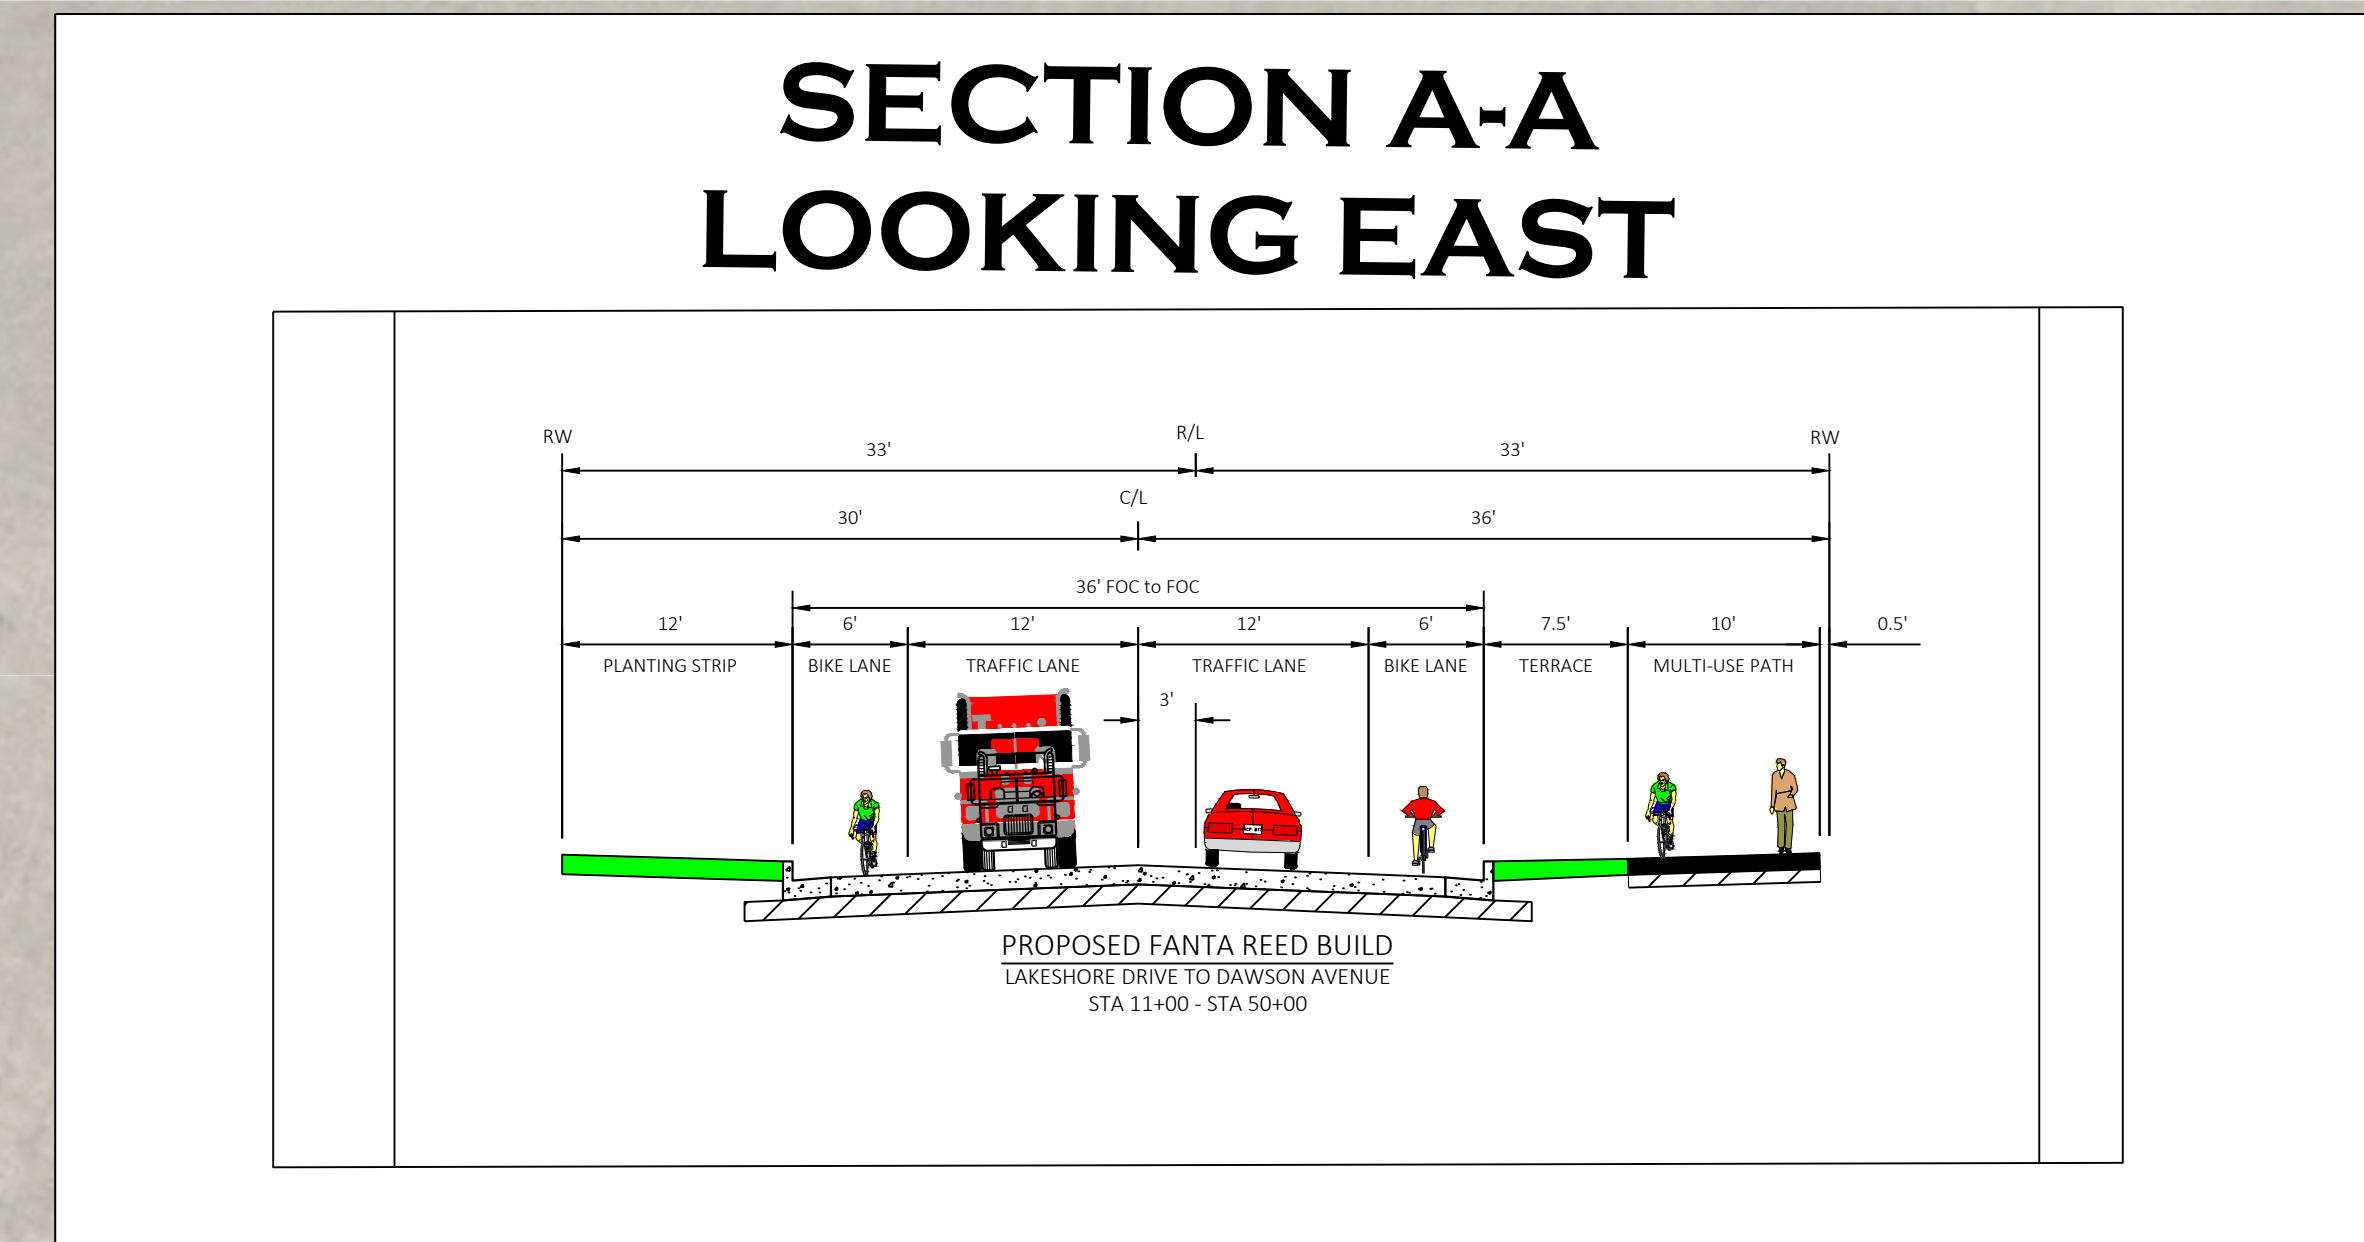 SECTION A-A
LOOKING EAST
RW
33'
R/L
33'
RW
30'
C/L
36'
36' FOC to FOC
12'
6'
12'
12'
6'
7.5'
10'
0.5'
PLANTING STRIP
BIKE LANE
TRAFFIC LANE
TRAFFIC LANE
BIKE LANE
TERRACE
MULTI-USE PATH
3'
PROPOSED FANTA REED BUILD
LAKESHORE DRIVE TO DAWSON AVENUE
STA 11+00 - STA 50+00